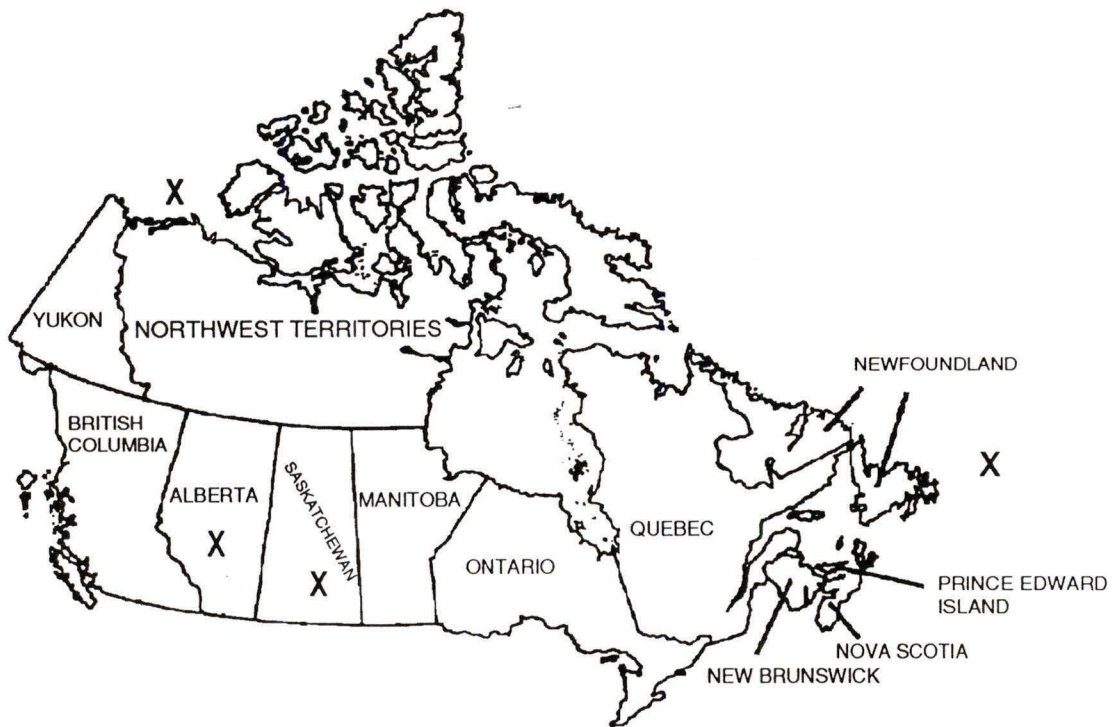 X
YUKON
NORTHWEST TERRITORIES
NEWFOUNDLAND
BRITISH
COLUMBIA
ALBERTA
SASKATCHEWAN
MANITOBA
X
X
X
QUEBEC
ONTARIO
PRINCE EDWARD
ISLAND
NOVA SCOTIA
NEW BRUNSWICK